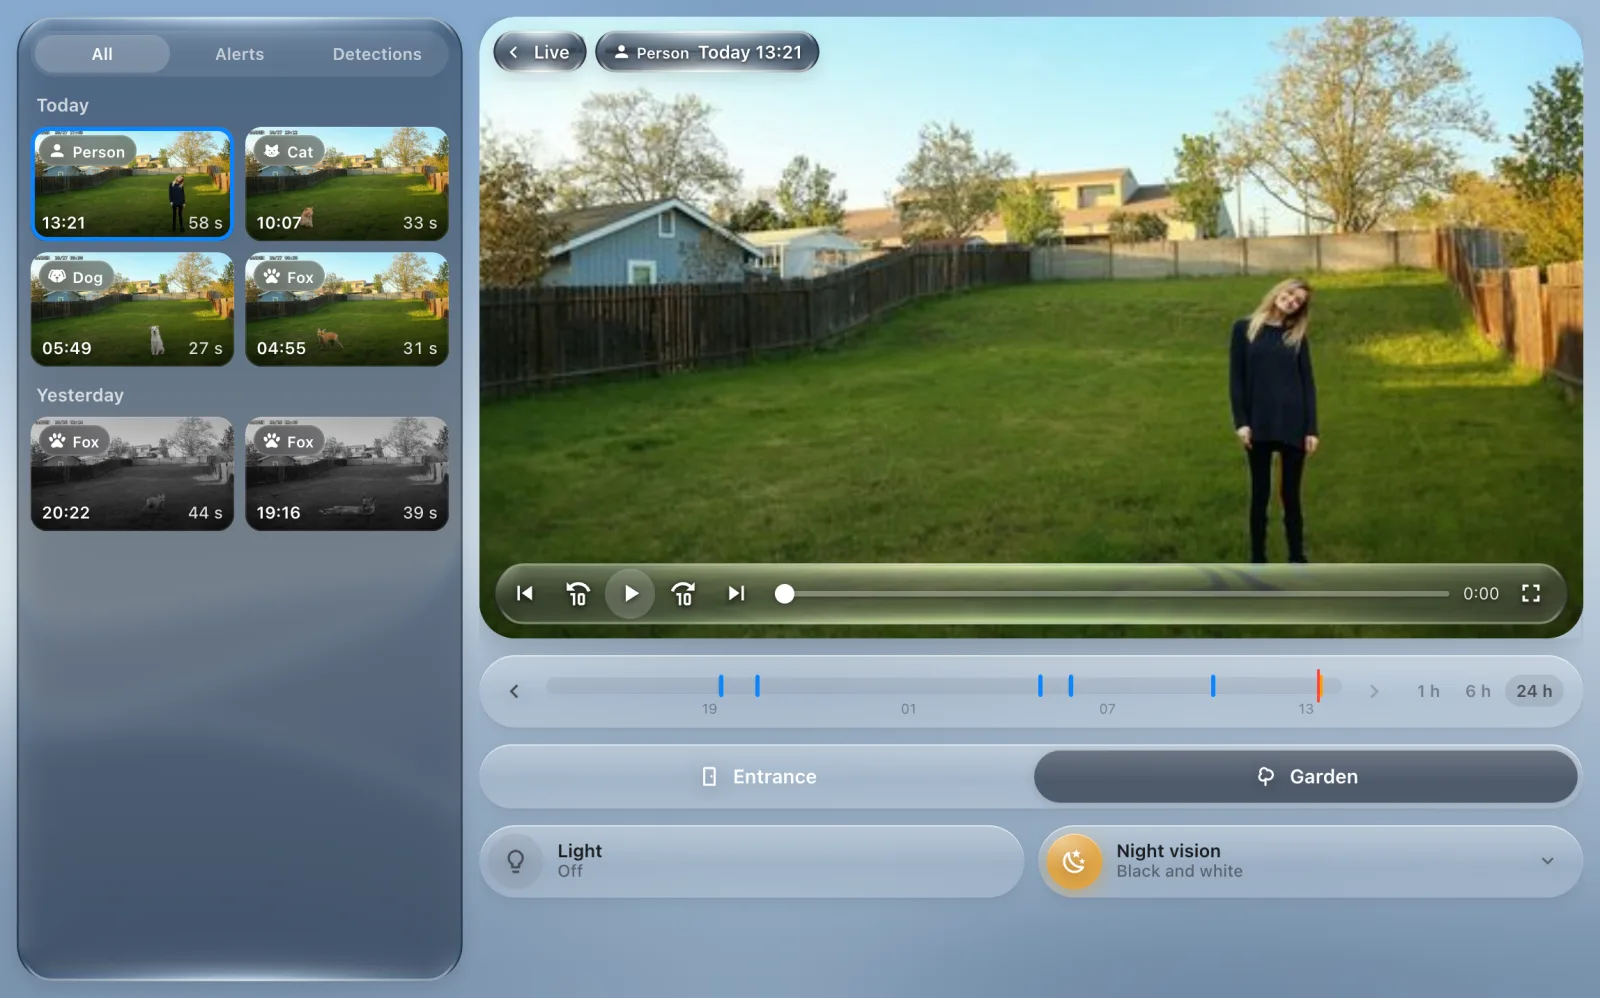 All
Alerts
Detections
Today
Person
13:21
58 s
Cat
10:07
33 s
Dog
05:49
27 s
Fox
04:55
31 s
Yesterday
Fox
20:22
44 s
Fox
19:16
39 s
Live
Person Today 13:21
10
10
0:00
19
01
07
13
1 h
6 h
24 h
Entrance
Garden
Light
Off
Night vision
Black and white